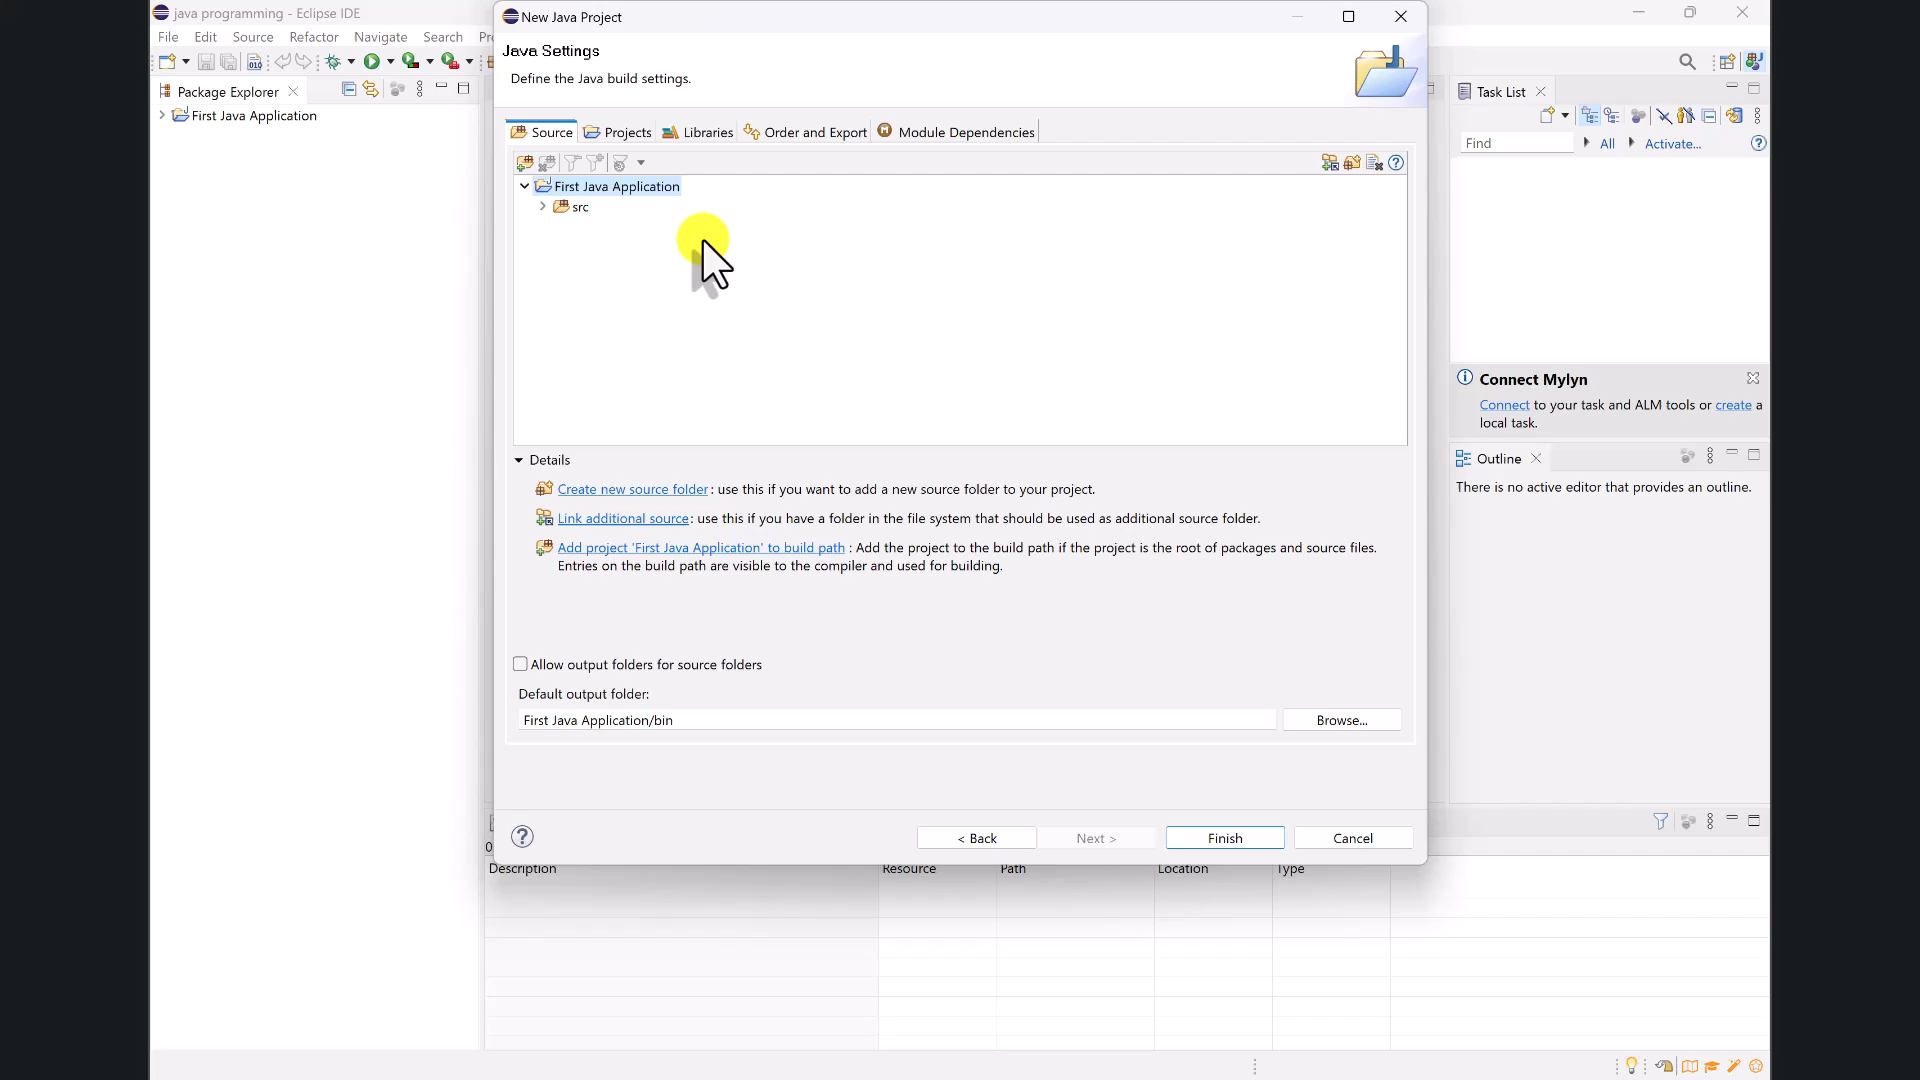 java programming - Eclipse IDE
File Edit Source Refactor Navigate Search
Package Explorer
First Java Application
New Java Project
Java Settings
Define the Java build settings.
Source Projects Libraries Order and Export Module Dependencies
First Java Application
src
Details
Create new source folder : use this if you want to add a new source folder to your project.
Link additional source: use this if you have a folder in the file system that should be used as additional source folder.
Add project 'First Java Application' to build path : Add the project to the build path if the project is the root of packages and source files.
Entries on the build path are visible to the compiler and used for building.
Allow output folders for source folders
Default output folder:
First Java Application/bin
Browse...
< Back Next > Finish Cancel
Task List
Find All Activate...
Connect Mylyn
Connect to your task and ALM tools or create a
local task.
Outline
There is no active editor that provides an outline.
Description Resource Path Location Type